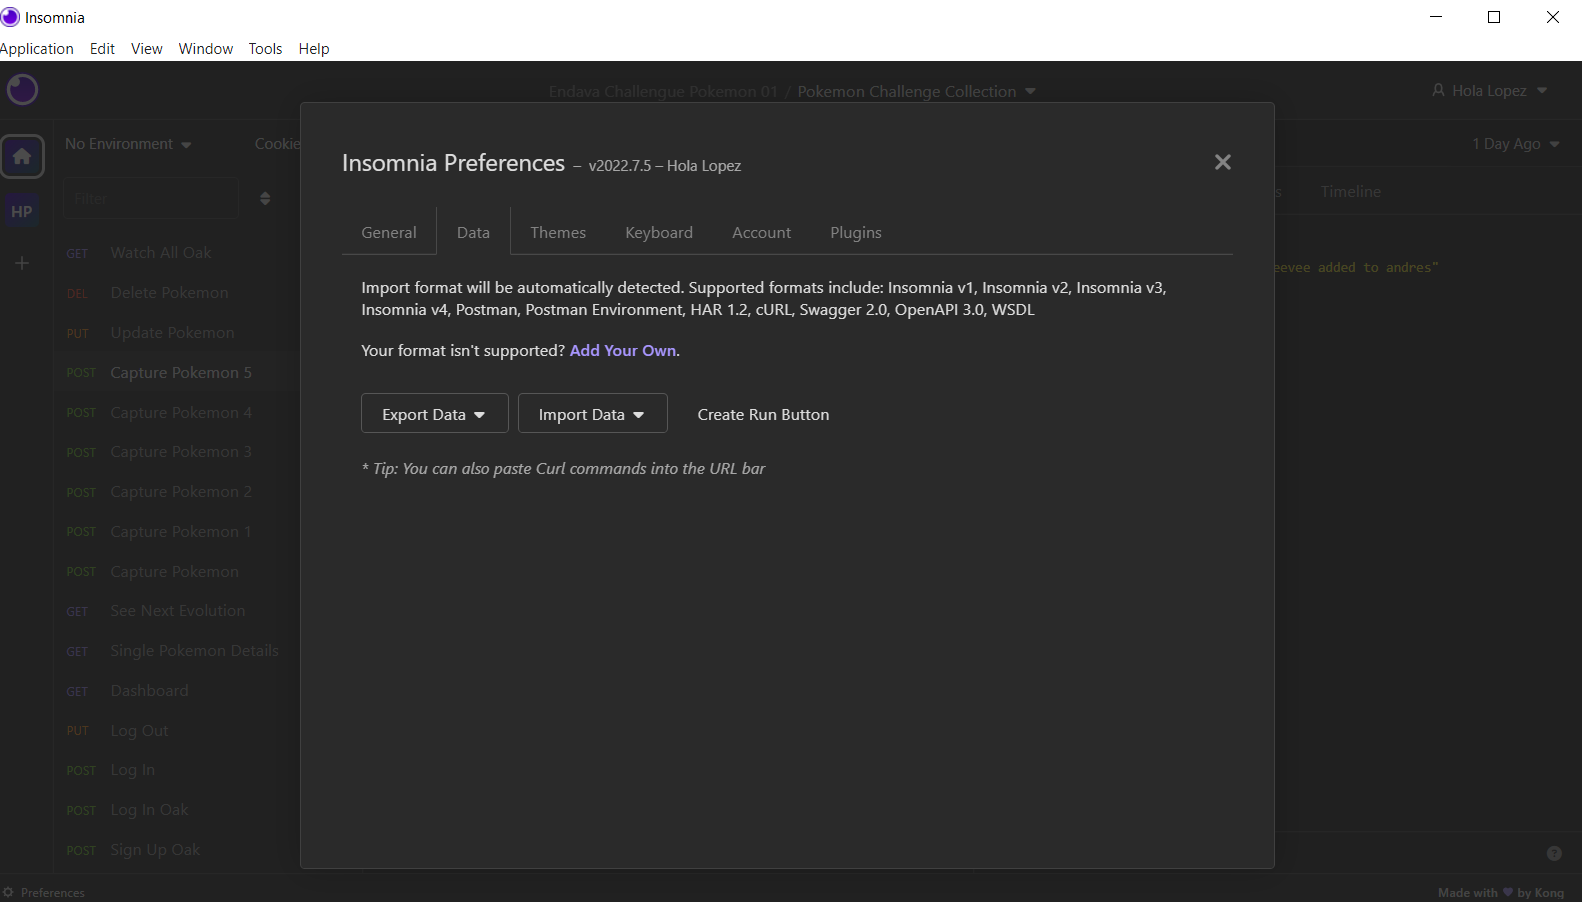 Insomnia
Application Edit View Window Tools Help
Endava Challengue Pokemon 01 / Pokemon Challenge Collection
Hola Lopez
No Environment
Cookie
1 Day Ago
Filter
HP
s
Timeline
GET Watch All Oak
DEL Delete Pokemon
PUT Update Pokemon
POST Capture Pokemon 5
POST Capture Pokemon 4
POST Capture Pokemon 3
POST Capture Pokemon 2
POST Capture Pokemon 1
POST Capture Pokemon
GET See Next Evolution
GET Single Pokemon Details
GET Dashboard
PUT Log Out
POST Log In
POST Log In Oak
POST Sign Up Oak
Insomnia Preferences – v2022.7.5 – Hola Lopez
General Data Themes Keyboard Account Plugins
Import format will be automatically detected. Supported formats include: Insomnia v1, Insomnia v2, Insomnia v3,
Insomnia v4, Postman, Postman Environment, HAR 1.2, cURL, Swagger 2.0, OpenAPI 3.0, WSDL
Your format isn't supported? Add Your Own.
Export Data
Import Data
Create Run Button
* Tip: You can also paste Curl commands into the URL bar
eevee added to andres"
Preferences
Made with ♥ by Kong